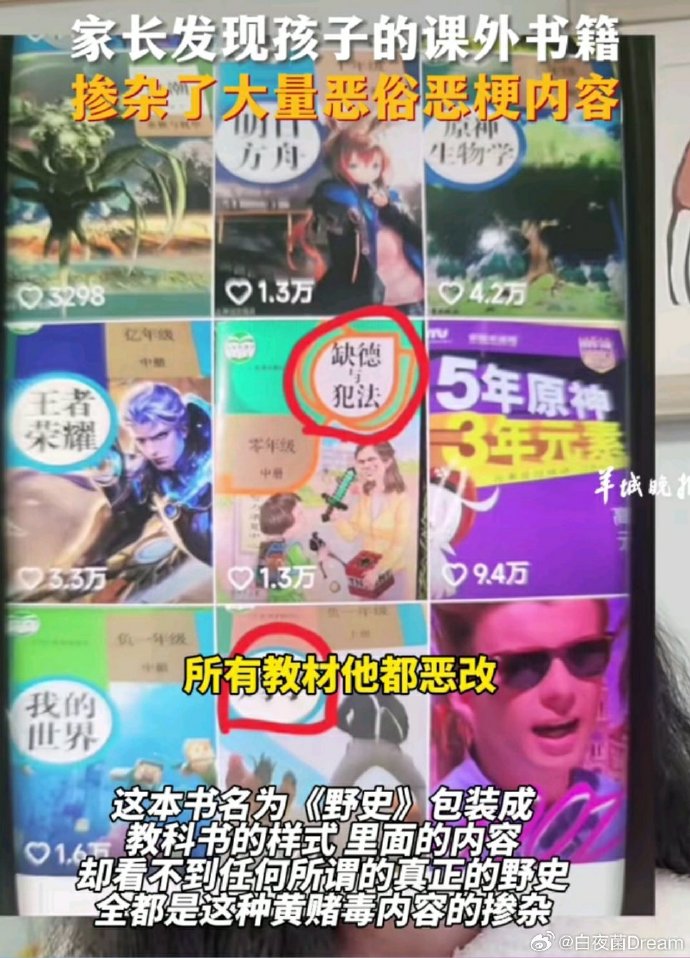 家长发现孩子的课外书籍
掺杂了大量恶俗恶梗内容
明日
方舟
原神
生物学
3298
1.3万
4.2万
亿年级
中册
王者
荣耀
缺德
与
犯法
零年级
中册
5年原神
3年元素
羊城晚报
3.3万
1.3万
9.4万
负一年级
负一年级
我的
世界
所有教材他都恶改
1.6万
这本书名为《野史》包装成
教科书的样式 里面的内容
却看不到任何所谓的真正的野史
全都是这种黄赌毒内容的掺杂
@白夜菌Dream